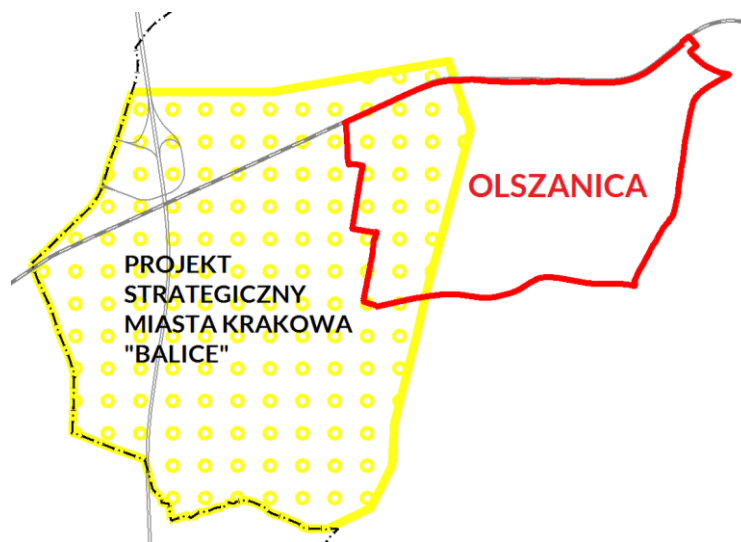 OLSZANICA
PROJEKT
STRATEGICZNY
MIASTA KRAKOWA
"BALICE"